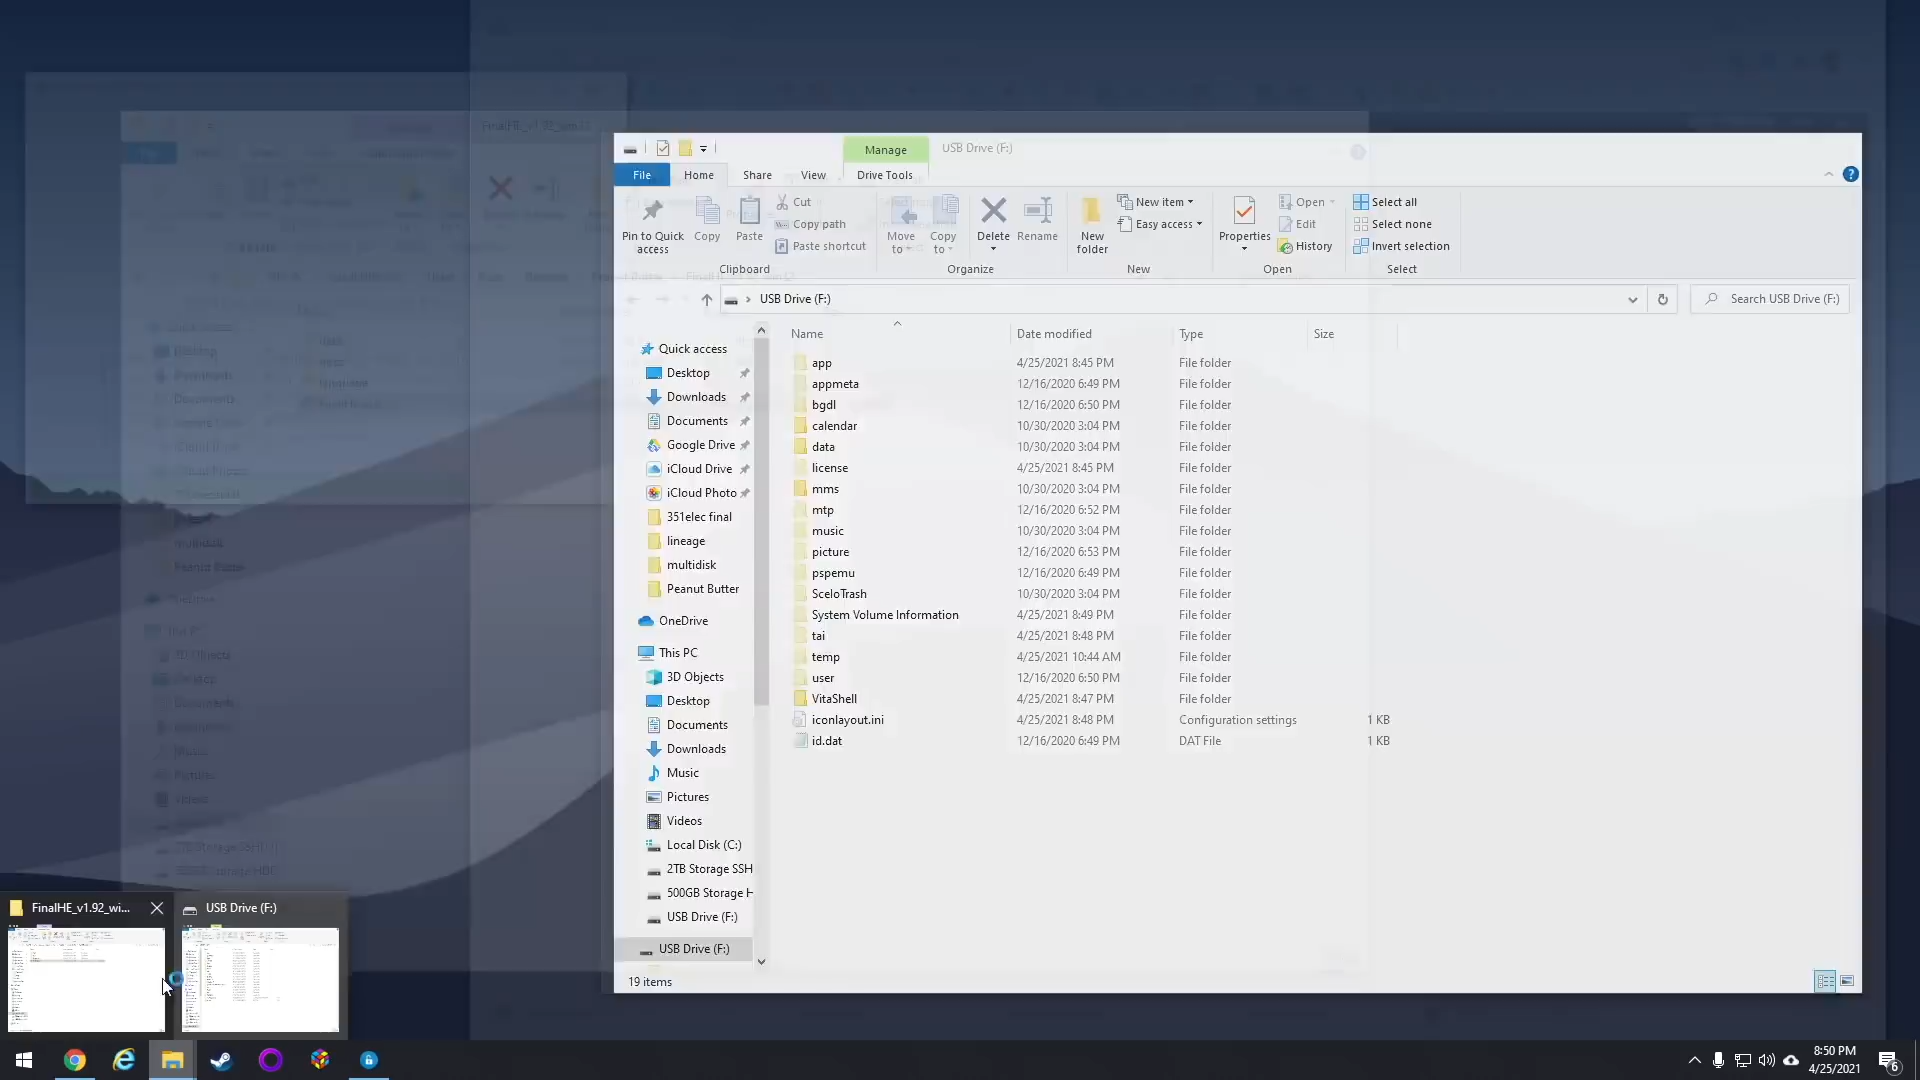 Manage
USB Drive (F:)
File
Home
Share
View
Drive Tools
Pin to Quick access
Copy
Paste
Cut
Copy path
Paste shortcut
Move to
Copy to
Delete
Rename
New folder
New item
Easy access
Properties
Open
Edit
History
Select all
Select none
Invert selection
Clipboard
Organize
New
Open
Select
USB Drive (F:)
Search USB Drive (F:)
Name
Date modified
Type
Size
Quick access
Desktop
Downloads
Documents
Google Drive
iCloud Drive
iCloud Photo
351elec final
lineage
multidisk
Peanut Butter
OneDrive
This PC
3D Objects
Desktop
Documents
Downloads
Music
Pictures
Videos
Local Disk (C:)
2TB Storage SSH
500GB Storage H
USB Drive (F:)
USB Drive (F:)
app 4/25/2021 8:45 PM File folder
appmeta 12/16/2020 6:49 PM File folder
bgdl 12/16/2020 6:50 PM File folder
calendar 10/30/2020 3:04 PM File folder
data 10/30/2020 3:04 PM File folder
license 4/25/2021 8:45 PM File folder
mms 10/30/2020 3:04 PM File folder
mtp 12/16/2020 6:52 PM File folder
music 10/30/2020 3:04 PM File folder
picture 12/16/2020 6:53 PM File folder
pspemu 12/16/2020 6:49 PM File folder
SceloTrash 10/30/2020 3:04 PM File folder
System Volume Information 4/25/2021 8:49 PM File folder
tai 4/25/2021 8:48 PM File folder
temp 4/25/2021 10:44 AM File folder
user 12/16/2020 6:50 PM File folder
VitaShell 4/25/2021 8:47 PM File folder
iconlayout.ini 4/25/2021 8:48 PM Configuration settings 1 KB
id.dat 12/16/2020 6:49 PM DAT File 1 KB
19 items
FinalHE_v1.92_wi...
USB Drive (F:)
8:50 PM
4/25/2021
6